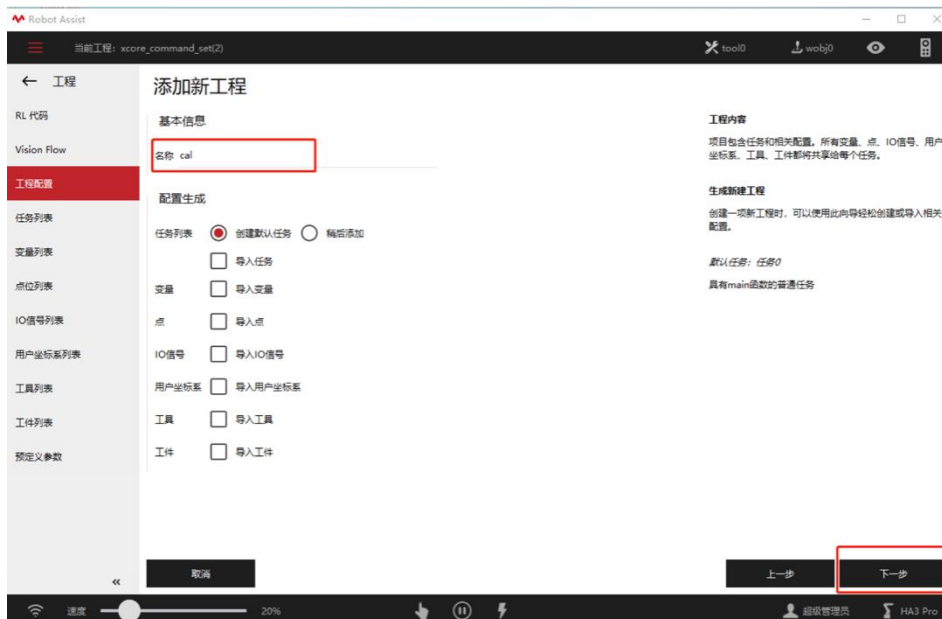 Robot Assist
当前工程: xcore_command_set(2)
tool0
wobj0
工程
RL 代码
Vision Flow
工程配置
任务列表
变量列表
点位列表
IO信号列表
用户坐标系列表
工具列表
工件列表
预定义参数
«
添加新工程
基本信息
名称 cal
配置生成
任务列表 创建默认任务 稍后添加
导入任务
变量 导入变量
点 导入点
IO信号 导入IO信号
用户坐标系 导入用户坐标系
工具 导入工具
工件 导入工件
工程内容
项目包含任务和相关配置。所有变量、点、IO信号、用户
坐标系、工具、工件都将共享给每个任务。
生成新建工程
创建一项新工程时，可以使用此向导轻松创建或导入相关
配置。
默认任务: 任务0
具有main函数的普通任务
取消
上一步
下一步
速度
20%
超级管理员
HA3 Pro